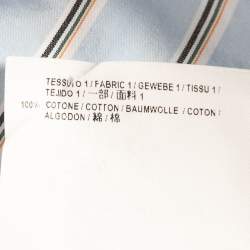 TESSUTO 1 / FABRIC 1 / GEWEBE 1 / TISSU 1 /
TEJIDO 1 / 一部 / 面料 1
100% COTONE / COTTON / BAUMWOLLE / COTON /
ALGODON / 綿 / 棉